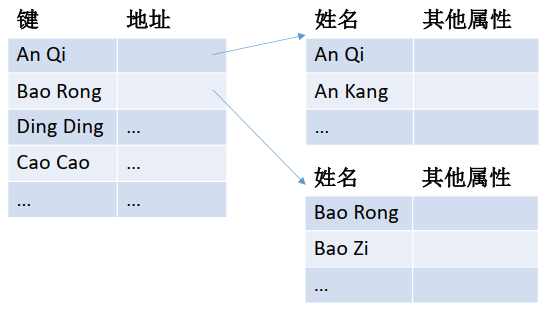 键 地址
An Qi
Bao Rong
Ding Ding ...
Cao Cao ...
... ...
姓名 其他属性
An Qi
An Kang
...
姓名 其他属性
Bao Rong
Bao Zi
...